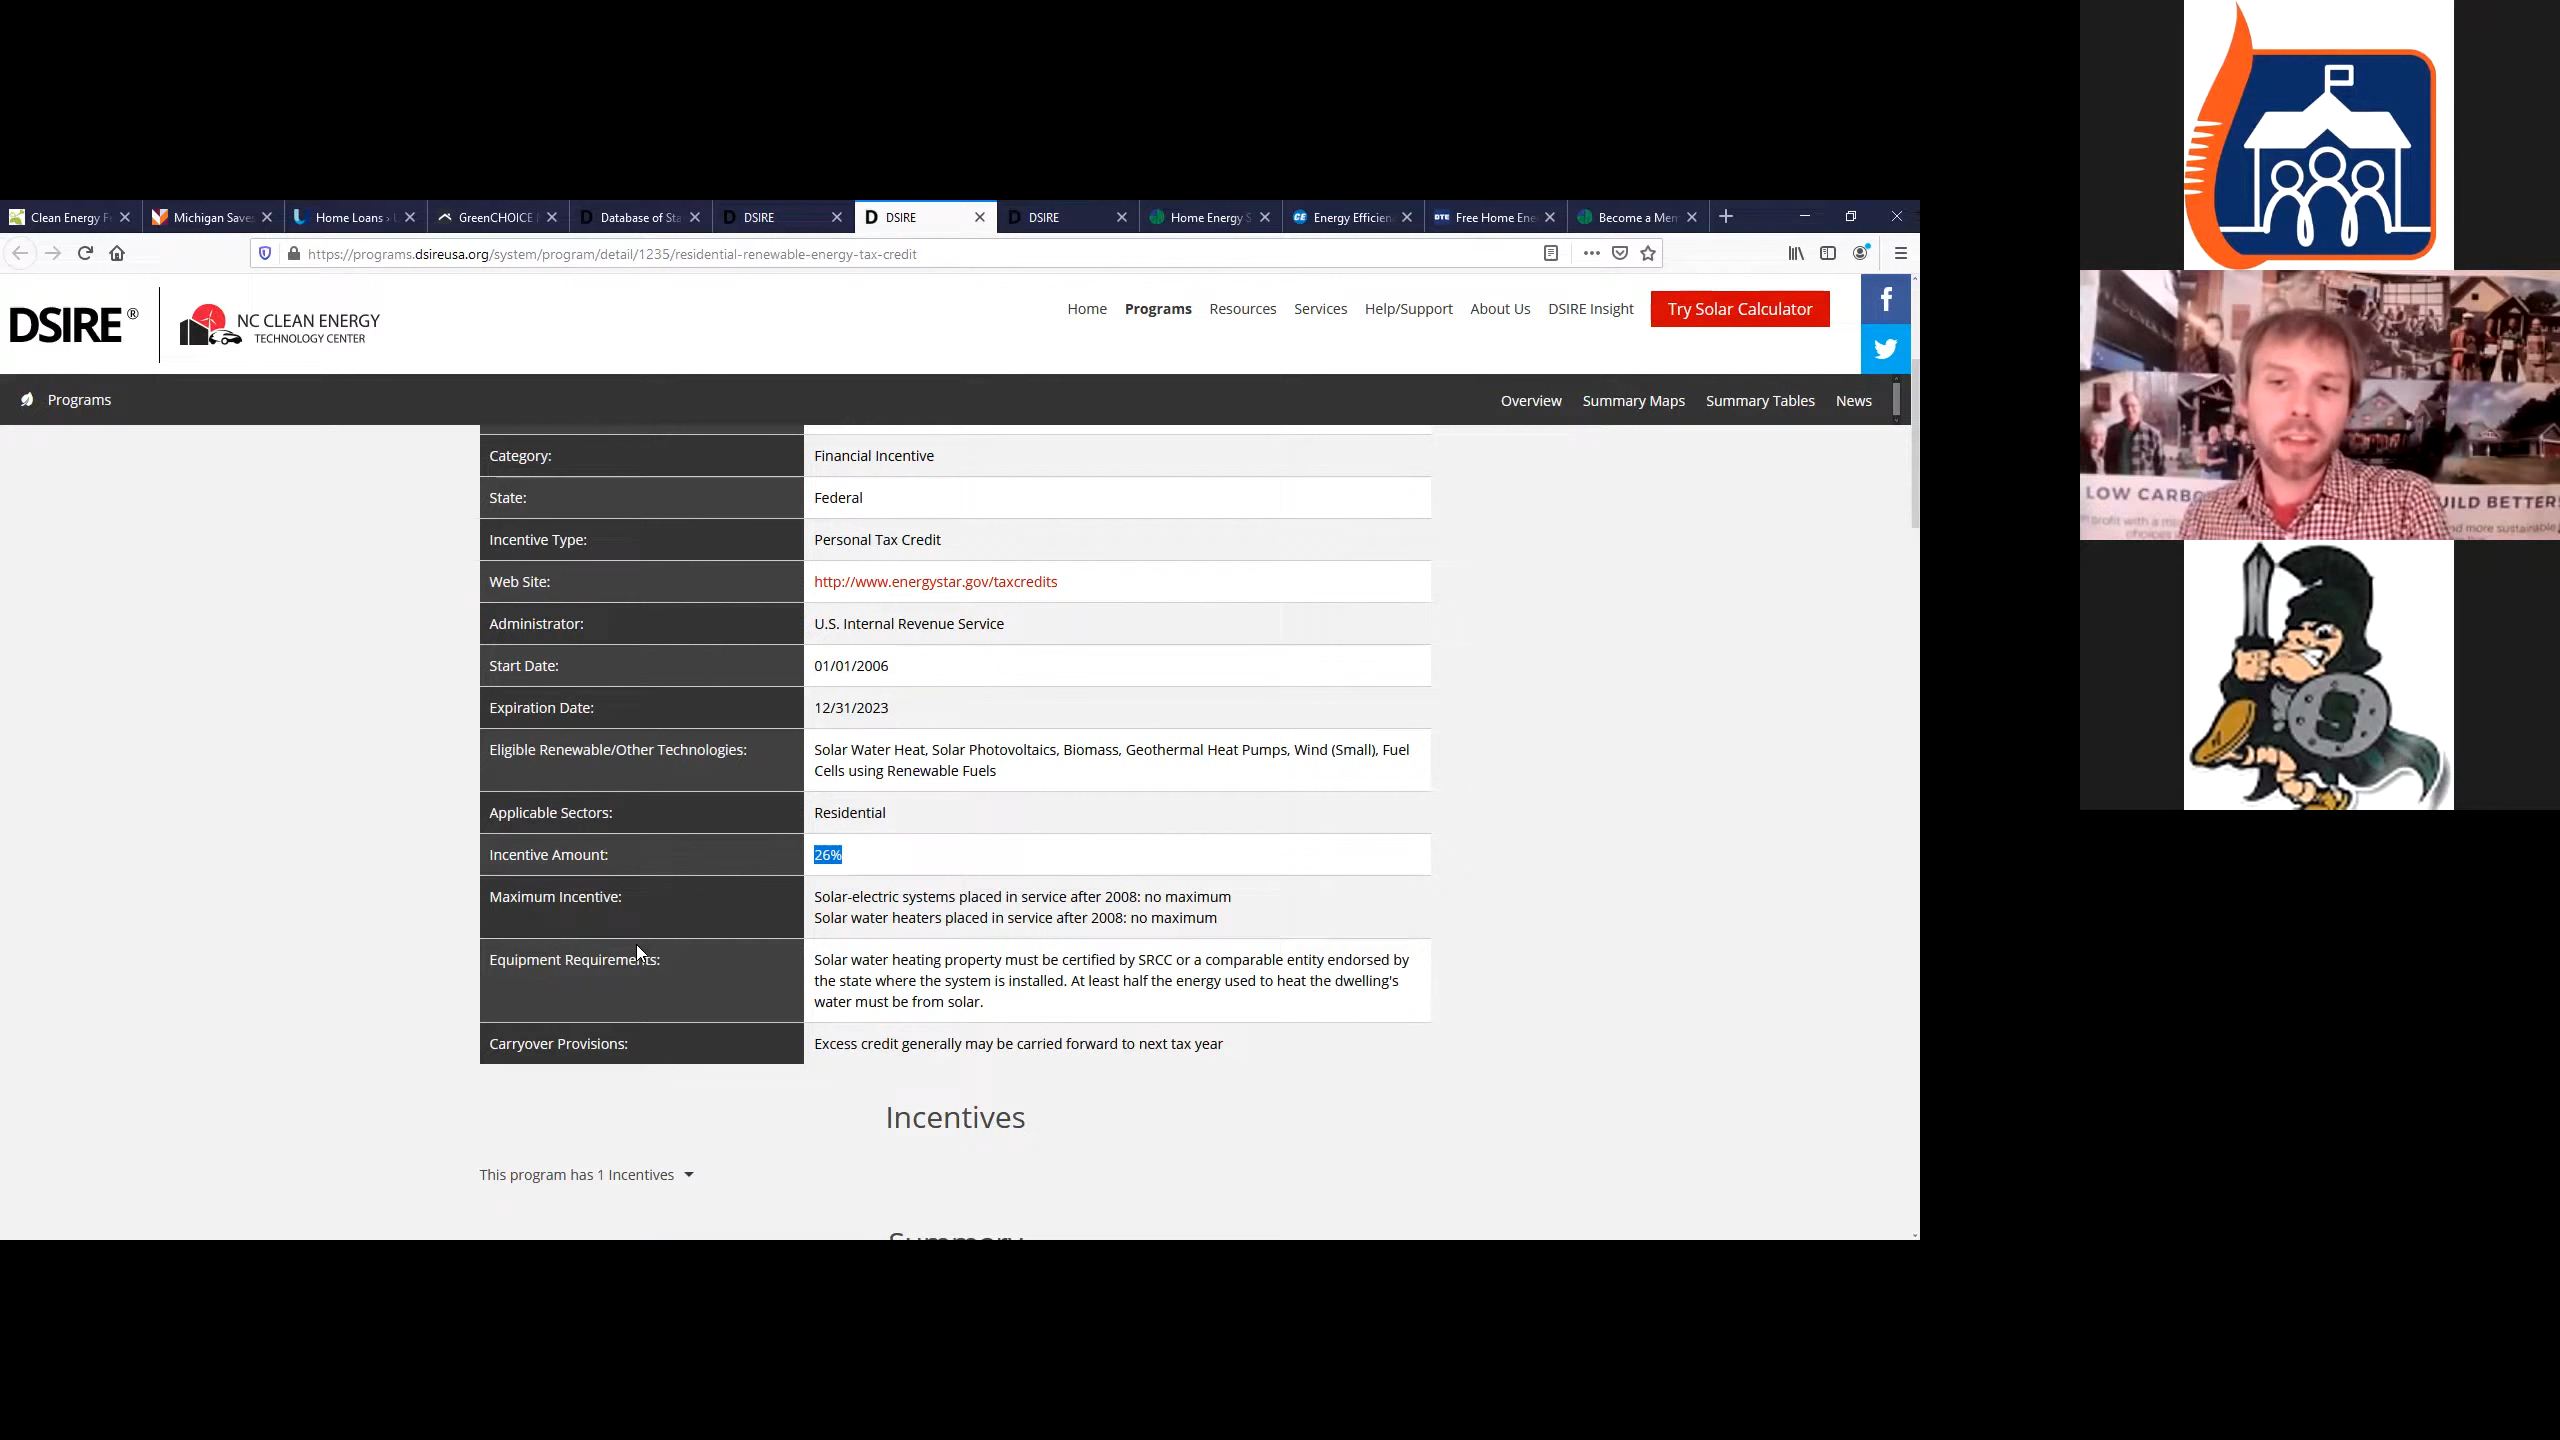 Clean Energy F
Michigan Save
Home Loans ›
GreenCHOICE
Database of Sta
DSIRE
DSIRE
DSIRE
Home Energy S
Energy Efficien
DTE Free Home Ene
Become a Mem
https://programs.dsireusa.org/system/program/detail/1235/residential-renewable-energy-tax-credit
DSIRE®
NC CLEAN ENERGY
TECHNOLOGY CENTER
Home Programs Resources Services Help/Support About Us DSIRE Insight Try Solar Calculator
Programs
Overview Summary Maps Summary Tables News
Category: Financial Incentive
State: Federal
Incentive Type: Personal Tax Credit
Web Site: http://www.energystar.gov/taxcredits
Administrator: U.S. Internal Revenue Service
Start Date: 01/01/2006
Expiration Date: 12/31/2023
Eligible Renewable/Other Technologies: Solar Water Heat, Solar Photovoltaics, Biomass, Geothermal Heat Pumps, Wind (Small), Fuel
Cells using Renewable Fuels
Applicable Sectors: Residential
Incentive Amount: 26%
Maximum Incentive: Solar-electric systems placed in service after 2008: no maximum
Solar water heaters placed in service after 2008: no maximum
Equipment Requirements: Solar water heating property must be certified by SRCC or a comparable entity endorsed by
the state where the system is installed. At least half the energy used to heat the dwelling's
water must be from solar.
Carryover Provisions: Excess credit generally may be carried forward to next tax year
Incentives
This program has 1 Incentives
Summary
LOW CARB
UILD BETTER
profit with a mi
nd more sustainable
S